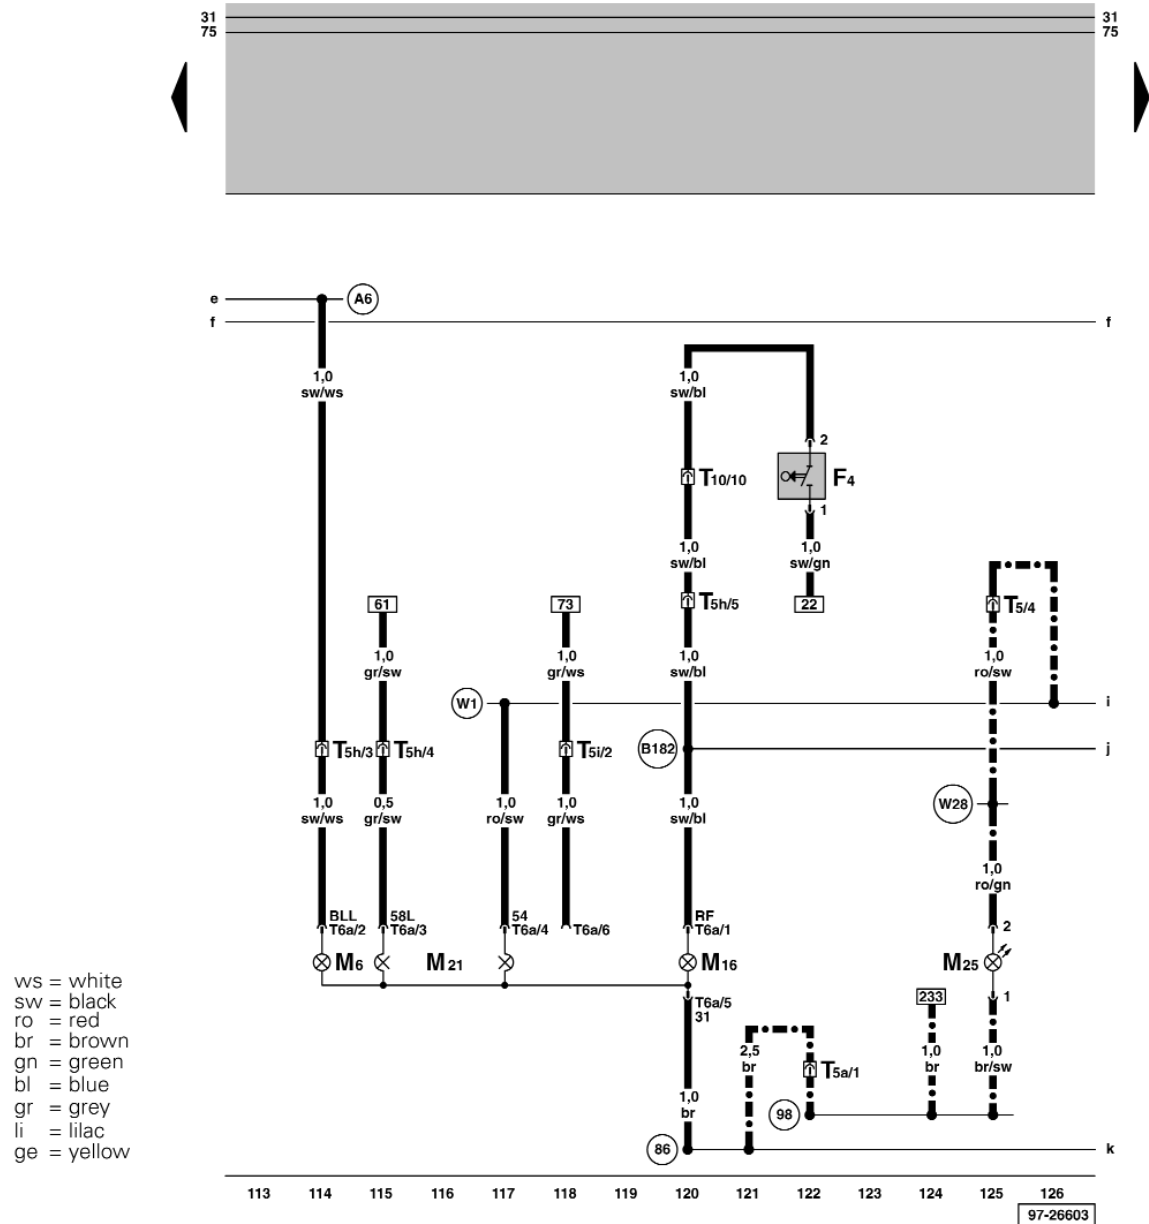 31 31
75 75
e A6
f f
1,0 1,0
sw/ws sw/bl
2
T10/10 F4
1
1,0 1,0
sw/bl sw/gn
61 73 T5h/5 22 T5/4
1,0 1,0 1,0 1,0
gr/sw gr/ws sw/bl ro/sw
W1 i
T5h/3 T5h/4 T5i/2 B182 j
1,0 0,5 1,0 1,0 1,0 W28
sw/ws gr/sw ro/sw gr/ws sw/bl
1,0
ro/gn
BLL 58L 54 RF
T6a/2 T6a/3 T6a/4 T6a/6 T6a/1 2
M6 M21 M16 M25
T6a/5 233 1
31
2,5 1,0 1,0
br br br/sw
T5a/1
1,0
br 98
86 k
ws = white
sw = black
ro = red
br = brown
gn = green
bl = blue
gr = grey
li = lilac
ge = yellow
113 114 115 116 117 118 119 120 121 122 123 124 125 126
97-26603